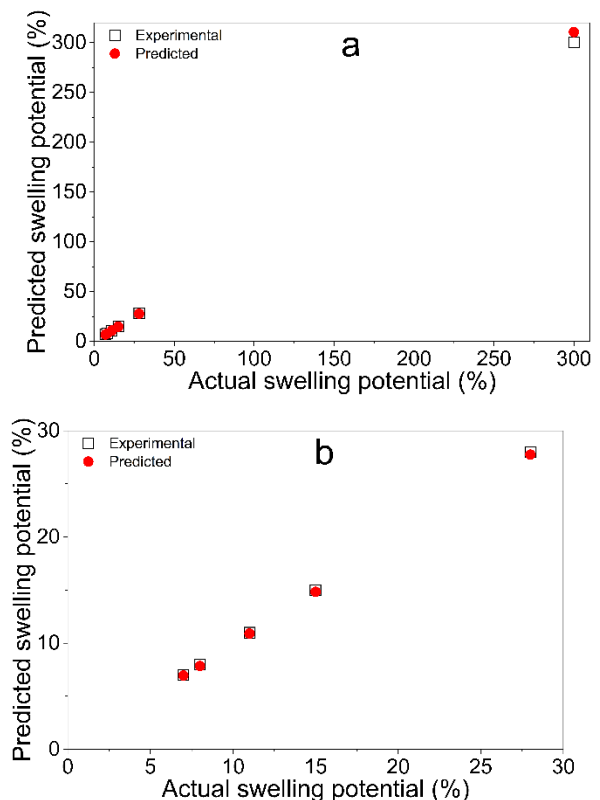 Predicted swelling potential (%)
300
250
200
150
100
50
0
Experimental
Predicted
a
0 50 100 150 200 250 300
Actual swelling potential (%)
Predicted swelling potential (%)
30
20
10
0
Experimental
Predicted
b
0 5 10 15 20 25 30
Actual swelling potential (%)